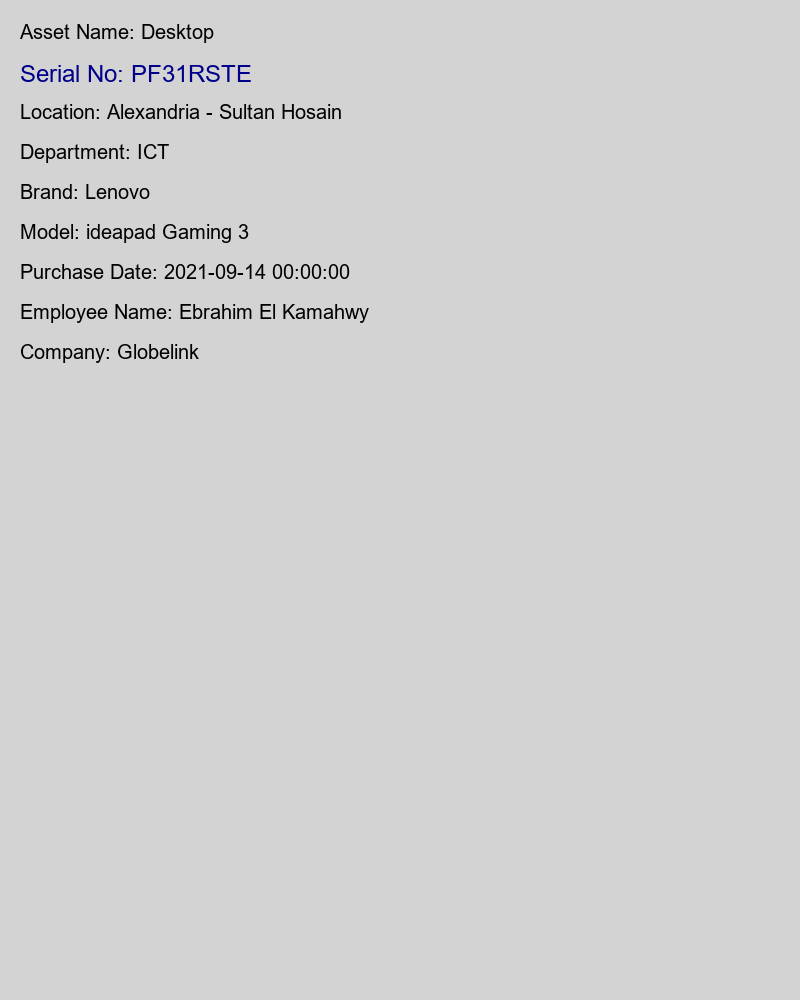 Asset Name: Desktop
Serial No: PF31RSTE
Location: Alexandria - Sultan Hosain
Department: ICT
Brand: Lenovo
Model: ideapad Gaming 3
Purchase Date: 2021-09-14 00:00:00
Employee Name: Ebrahim El Kamahwy
Company: Globelink